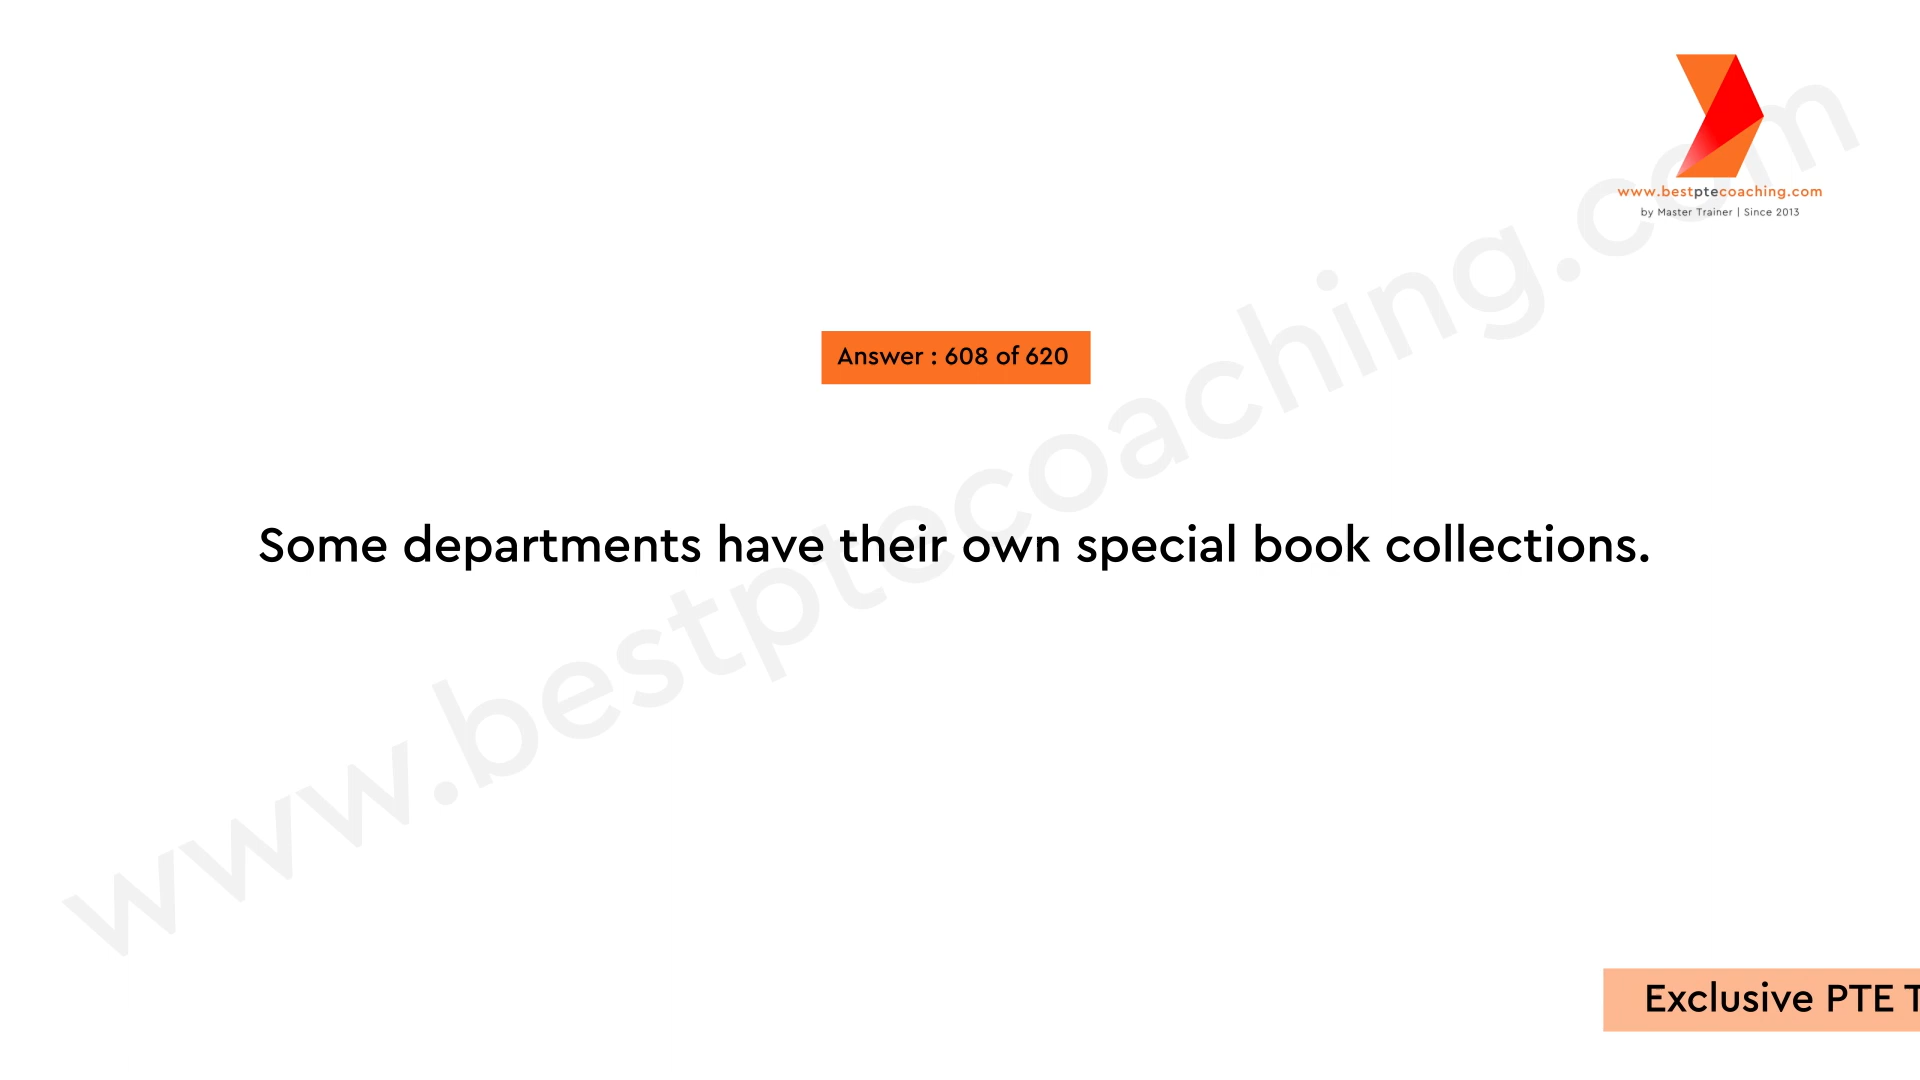 www.bestptecoaching.com
by Master Trainer | Since 2013
Answer : 608 of 620
Some departments have their own special book collections.
www.bestptecoaching.com
Exclusive PTE T